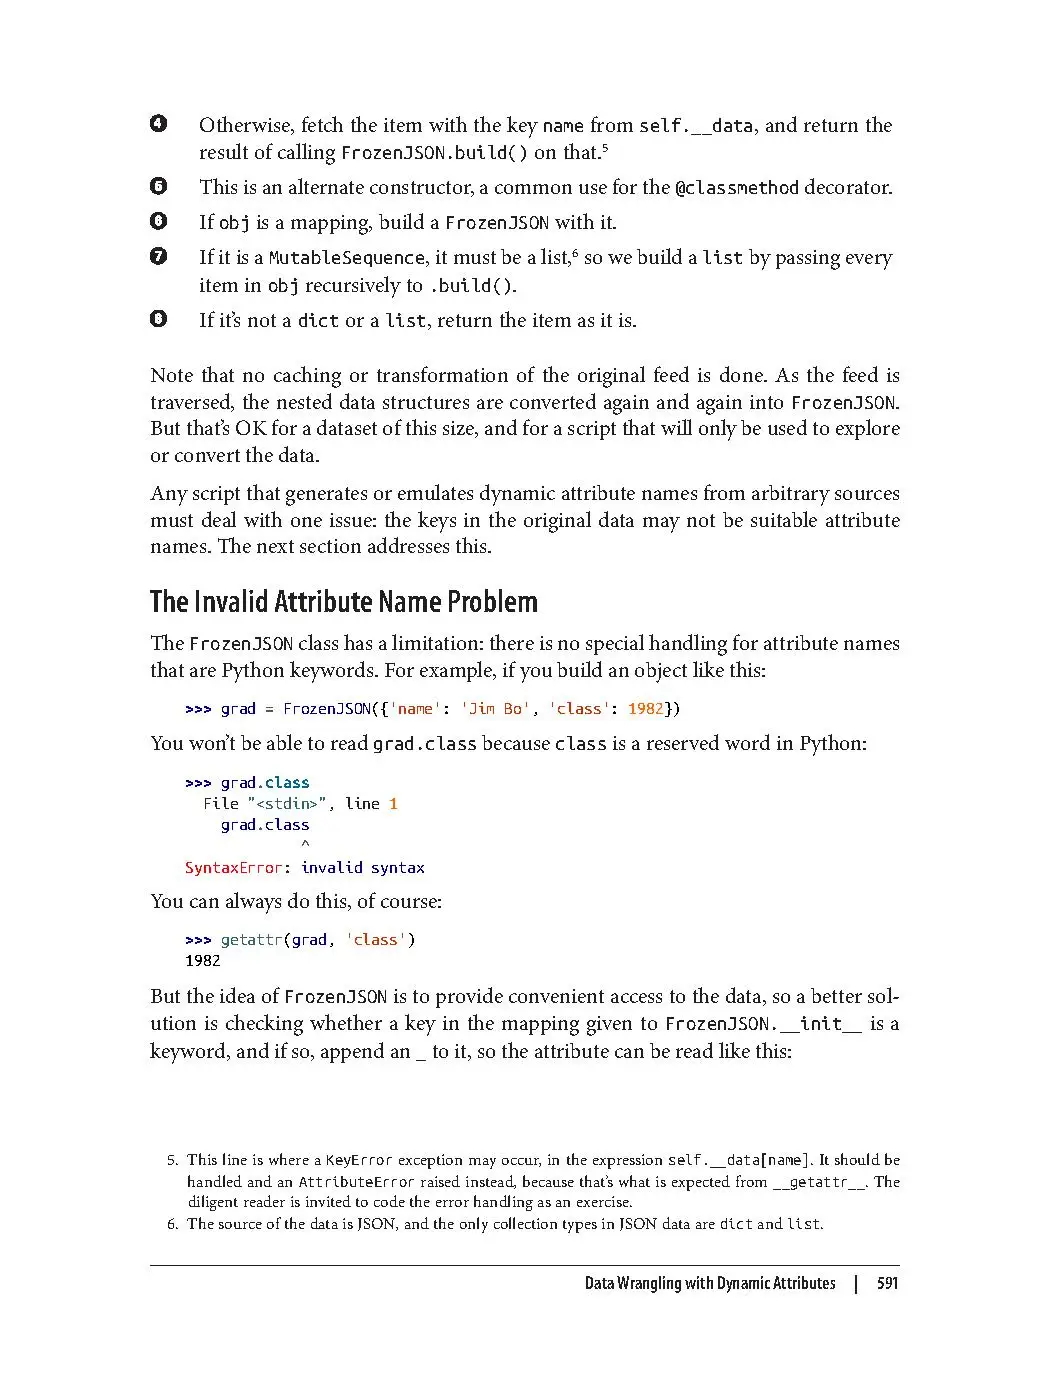 ❹ Otherwise, fetch the item with the key name from self.__data, and return the
result of calling FrozenJSON.build() on that.⁵
❺ This is an alternate constructor, a common use for the @classmethod decorator.
❻ If obj is a mapping, build a FrozenJSON with it.
❼ If it is a MutableSequence, it must be a list,⁶ so we build a list by passing every
item in obj recursively to .build().
❽ If it’s not a dict or a list, return the item as it is.
Note that no caching or transformation of the original feed is done. As the feed is
traversed, the nested data structures are converted again and again into FrozenJSON.
But that’s OK for a dataset of this size, and for a script that will only be used to explore
or convert the data.
Any script that generates or emulates dynamic attribute names from arbitrary sources
must deal with one issue: the keys in the original data may not be suitable attribute
names. The next section addresses this.
The Invalid Attribute Name Problem
The FrozenJSON class has a limitation: there is no special handling for attribute names
that are Python keywords. For example, if you build an object like this:
>>> grad = FrozenJSON({'name': 'Jim Bo', 'class': 1982})
You won’t be able to read grad.class because class is a reserved word in Python:
>>> grad.class
File "<stdin>", line 1
grad.class
^
SyntaxError: invalid syntax
You can always do this, of course:
>>> getattr(grad, 'class')
1982
But the idea of FrozenJSON is to provide convenient access to the data, so a better sol-
ution is checking whether a key in the mapping given to FrozenJSON.__init__ is a
keyword, and if so, append an _ to it, so the attribute can be read like this:
5. This line is where a KeyError exception may occur, in the expression self.__data[name]. It should be
handled and an AttributeError raised instead, because that’s what is expected from __getattr__. The
diligent reader is invited to code the error handling as an exercise.
6. The source of the data is JSON, and the only collection types in JSON data are dict and list.
Data Wrangling with Dynamic Attributes | 591